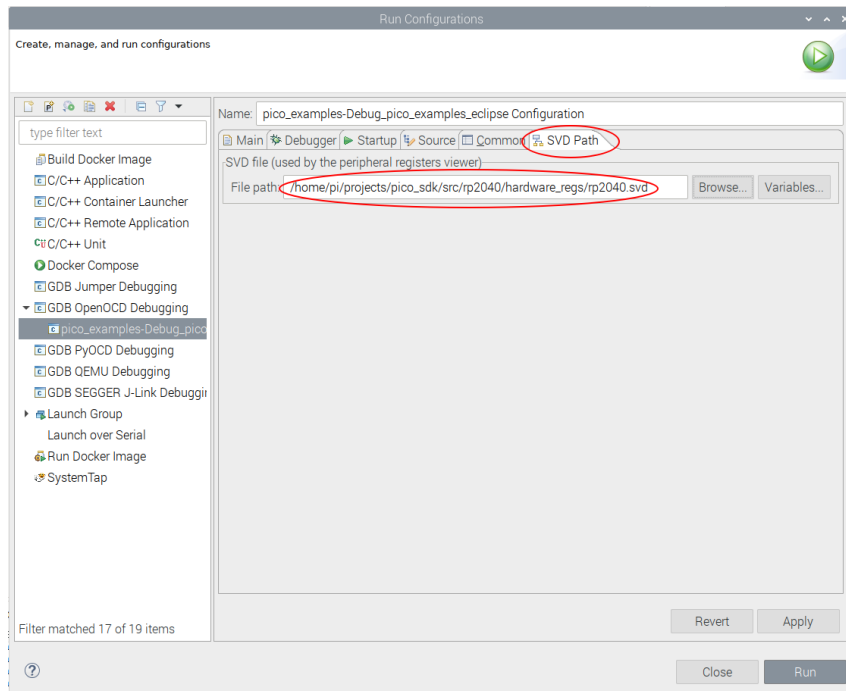 Run Configurations
Create, manage, and run configurations
type filter text
Build Docker Image
C/C++ Application
C/C++ Container Launcher
C/C++ Remote Application
C/C++ Unit
Docker Compose
GDB Jumper Debugging
GDB OpenOCD Debugging
pico_examples-Debug_pico
GDB PyOCD Debugging
GDB QEMU Debugging
GDB SEGGER J-Link Debuggin
Launch Group
Launch over Serial
Run Docker Image
SystemTap
Filter matched 17 of 19 items
Name: pico_examples-Debug_pico_examples_eclipse Configuration
Main Debugger Startup Source Common SVD Path
SVD file (used by the peripheral registers viewer)
File path: /home/pi/projects/pico_sdk/src/rp2040/hardware_regs/rp2040.svd Browse... Variables...
Revert Apply
Close Run